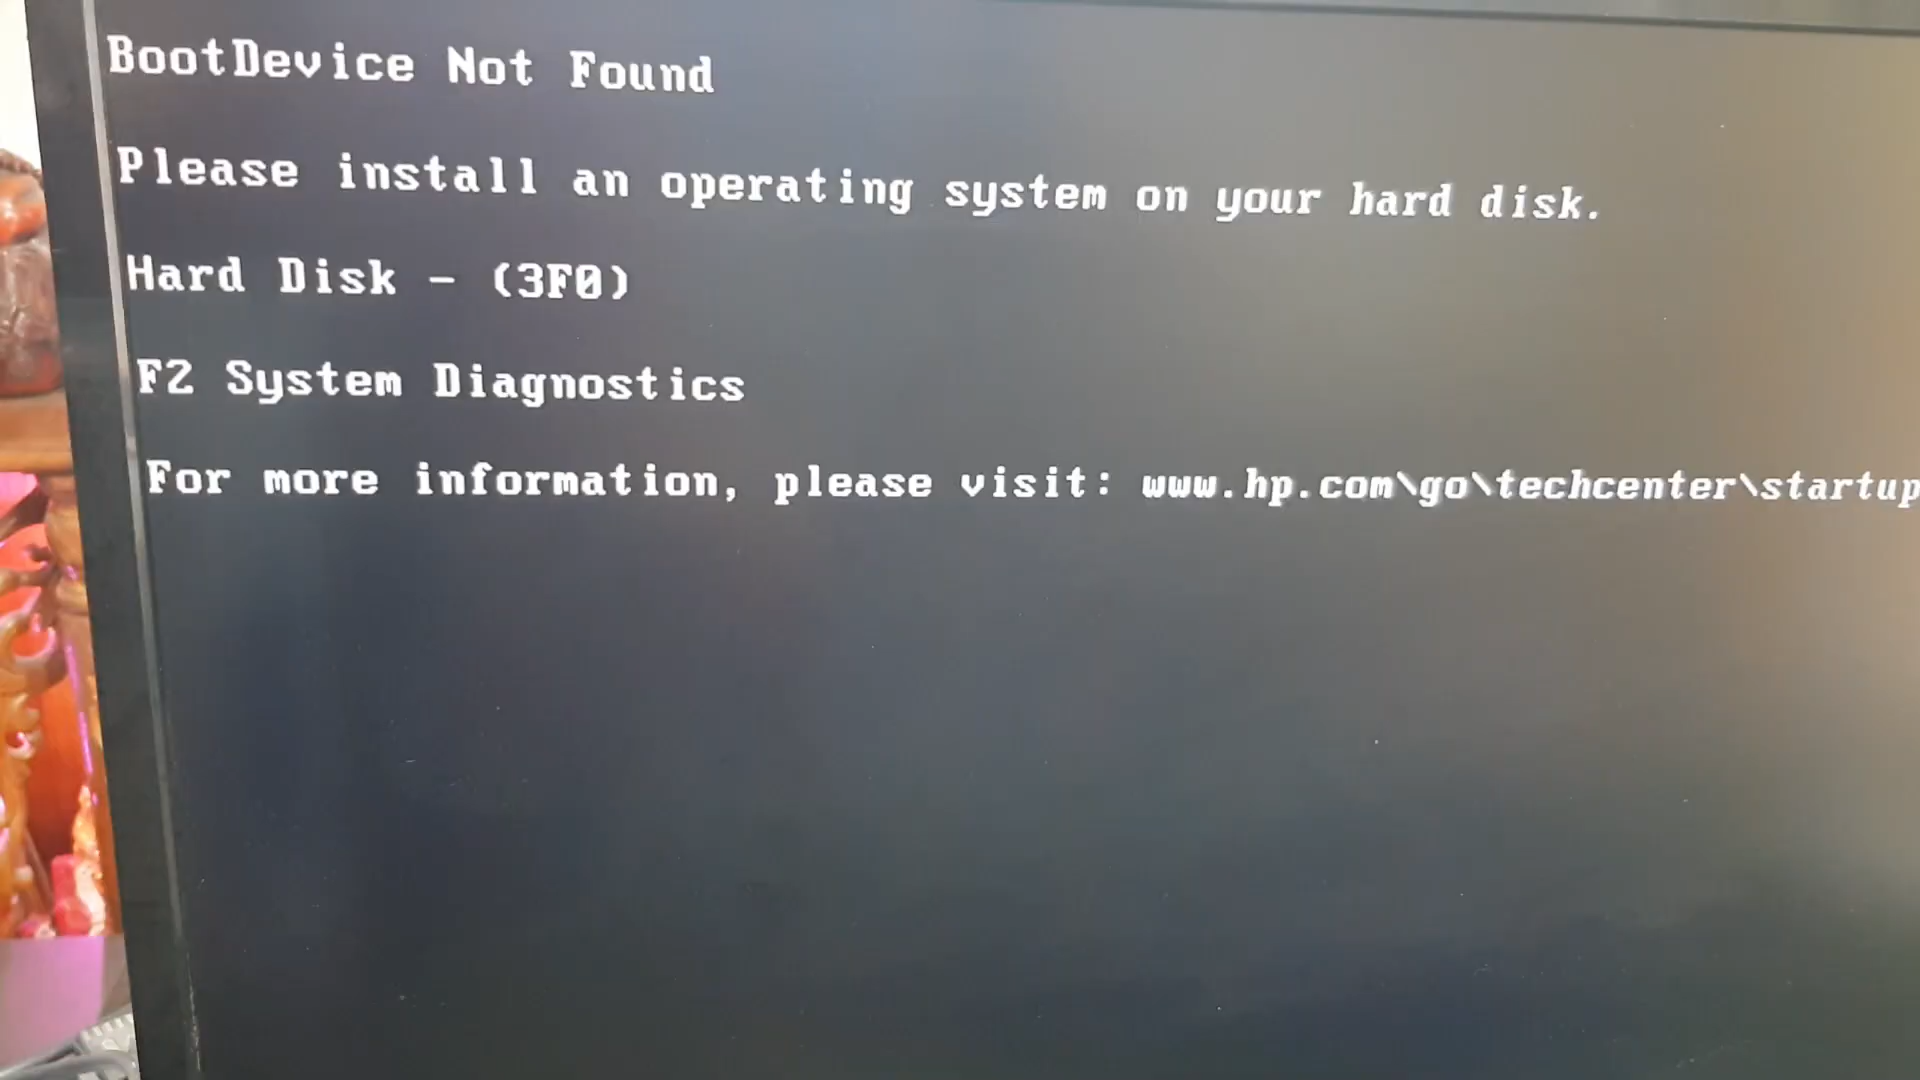 BootDevice Not Found
Please install an operating system on your hard disk.
Hard Disk - (3F0)
F2 System Diagnostics
For more information, please visit: www.hp.com\go\techcenter\startup